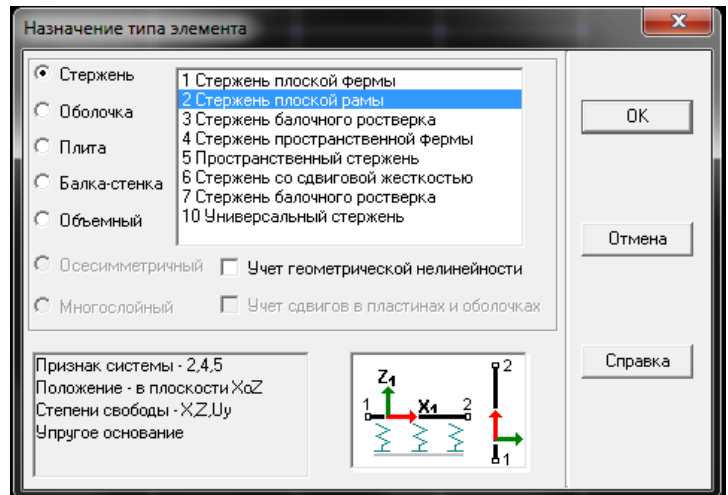 Назначение типа элемента
Стержень
Оболочка
Плита
Балка-стенка
Объемный
Осесимметричный
Многослойный
1 Стержень плоской фермы
2 Стержень плоской рамы
3 Стержень балочного ростверка
4 Стержень пространственной фермы
5 Пространственный стержень
6 Стержень со сдвиговой жесткостью
7 Стержень балочного ростверка
10 Универсальный стержень
Учет геометрической нелинейности
Учет сдвигов в пластинах и оболочках
OK
Отмена
Справка
Признак системы - 2,4,5
Положение - в плоскости XoZ
Степени свободы - X,Z,Uy
Упругое основание
Z1
1 X1 2
2
1